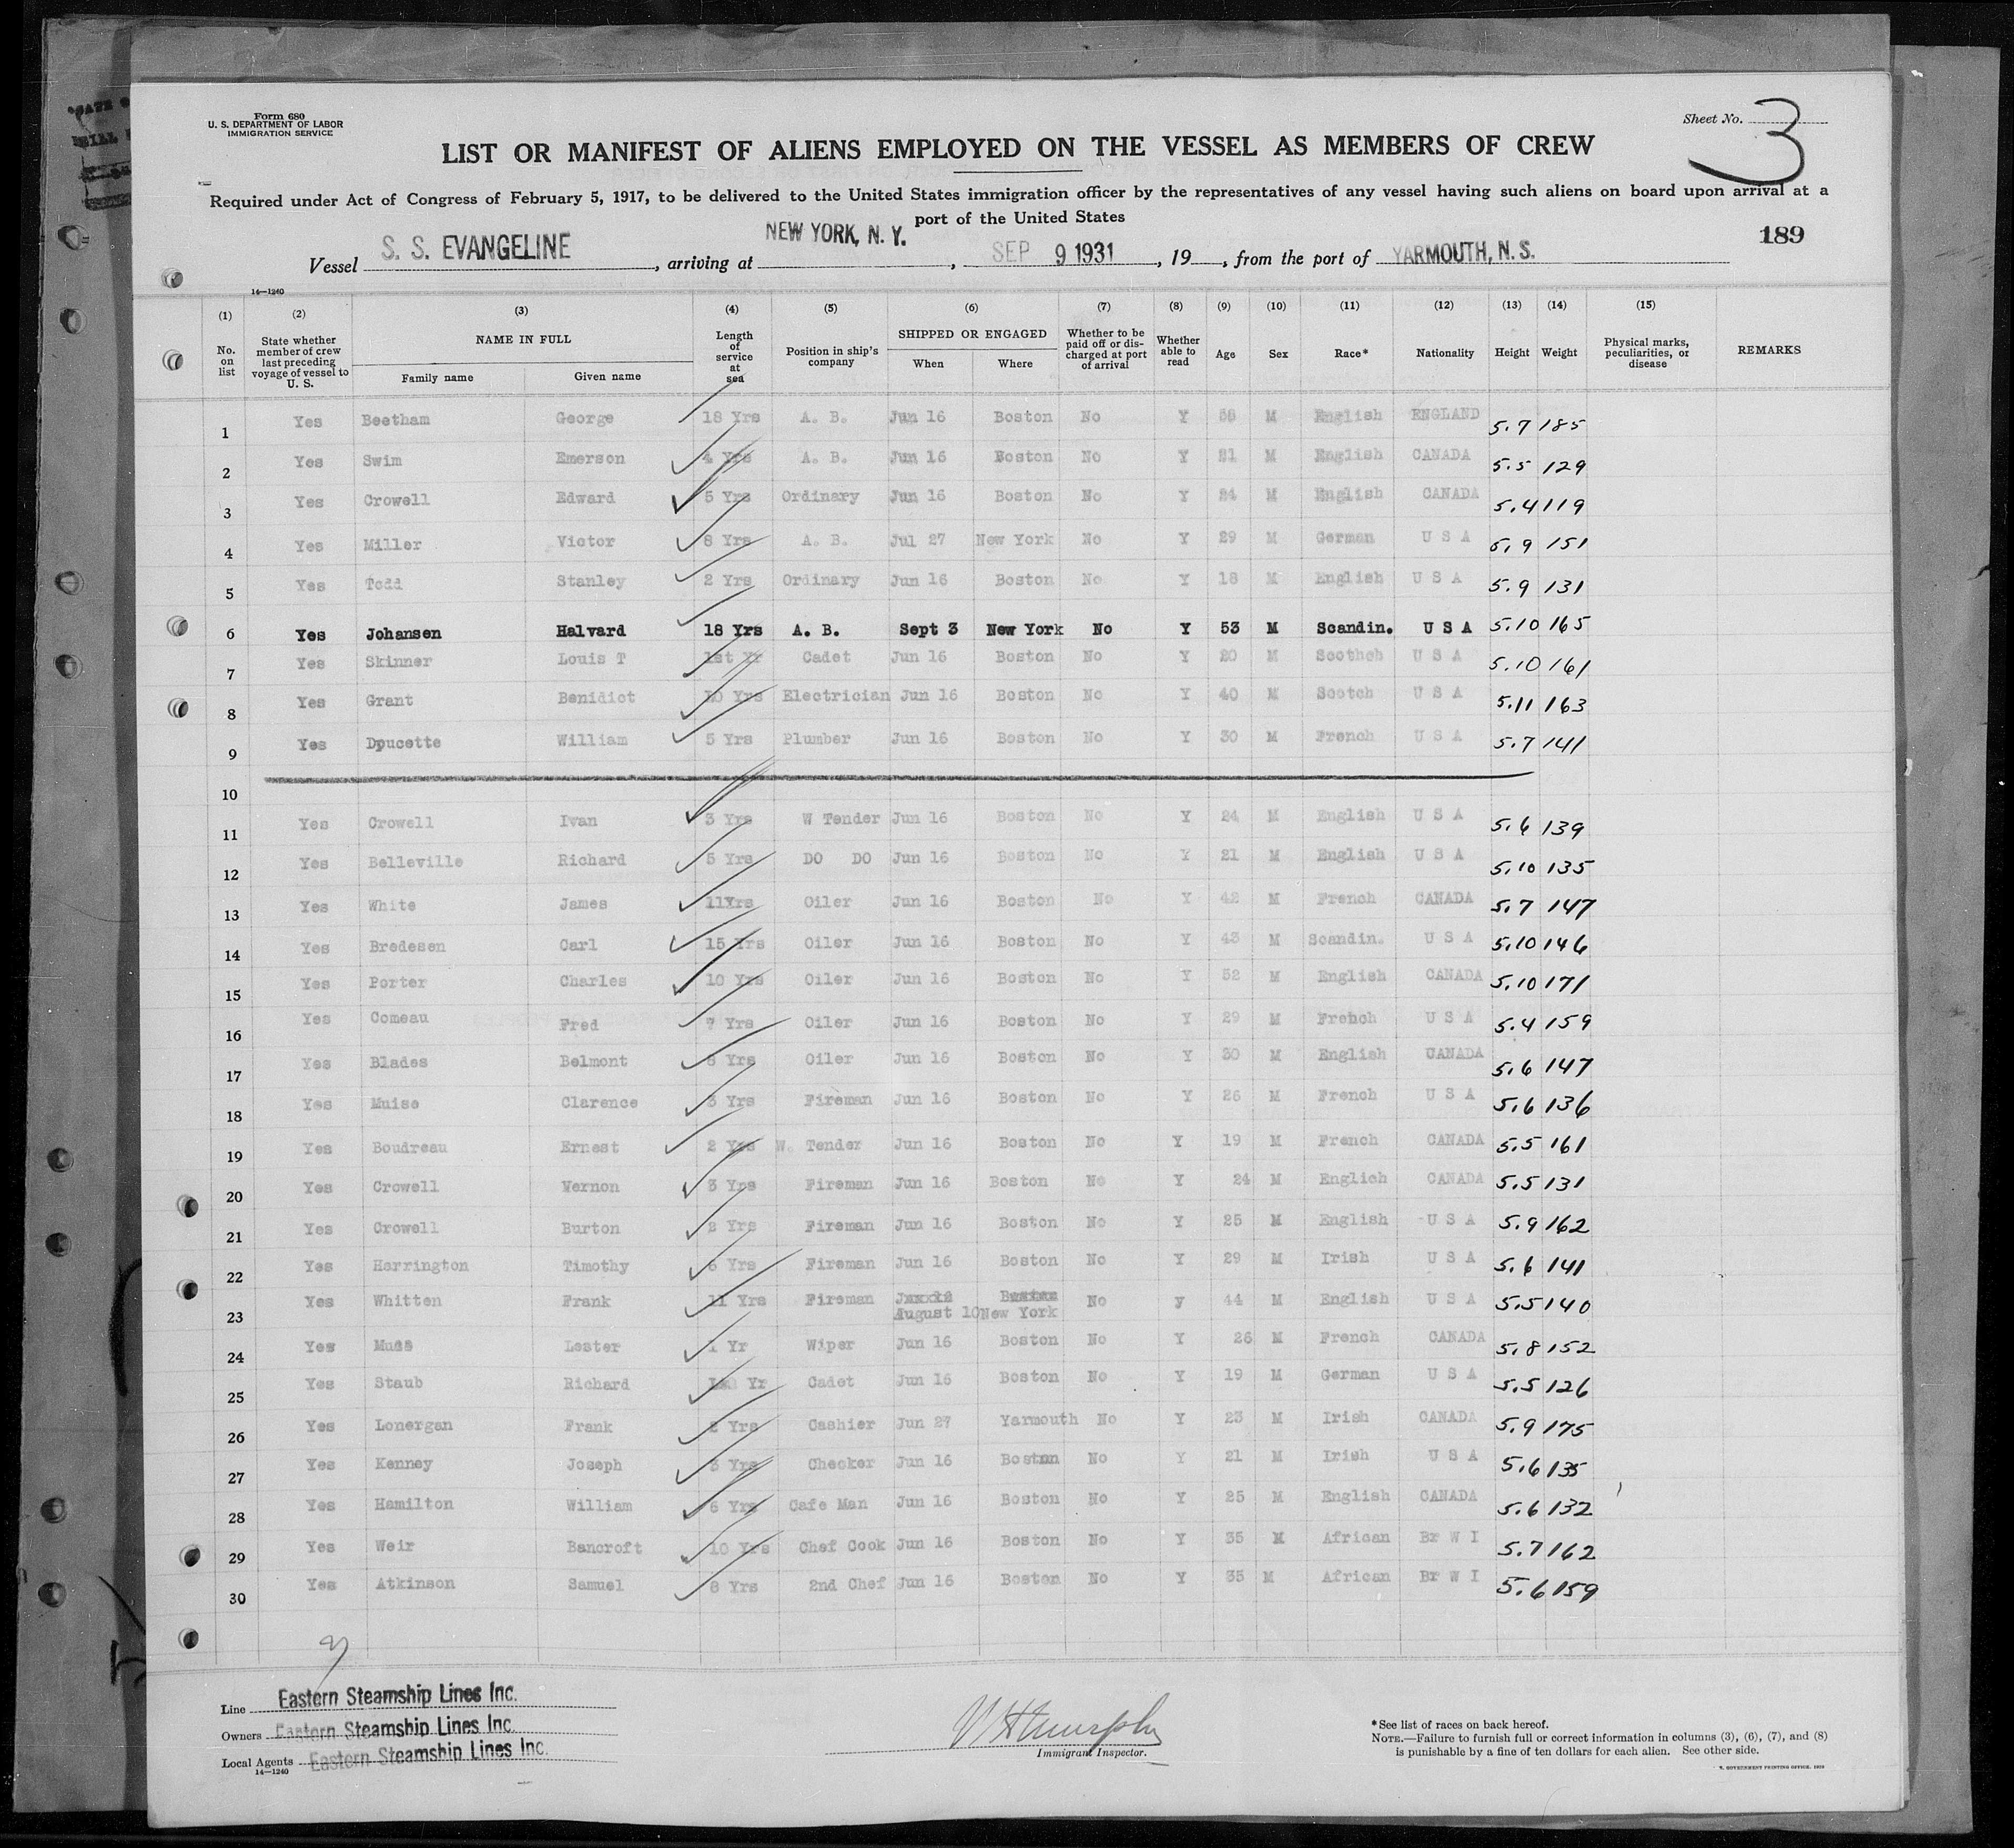 Form 680
U. S. DEPARTMENT OF LABOR
IMMIGRATION SERVICE
Sheet No. 3
LIST OR MANIFEST OF ALIENS EMPLOYED ON THE VESSEL AS MEMBERS OF CREW
Required under Act of Congress of February 5, 1917, to be delivered to the United States immigration officer by the representatives of any vessel having such aliens on board upon arrival at a
port of the United States
189
Vessel S. S. EVANGELINE, arriving at NEW YORK, N. Y., SEP 9 1931, 19 , from the port of YARMOUTH, N. S.
14—1240
(1) (2) (3) (4) (5) (6) (7) (8) (9) (10) (11) (12) (13) (14) (15)
No. on list State whether member of crew last preceding voyage of vessel to U. S. NAME IN FULL Family name Given name Length of service at sea Position in ship's company SHIPPED OR ENGAGED When Where Whether to be paid off or discharged at port of arrival Whether able to read Age Sex Race* Nationality Height Weight Physical marks, peculiarities, or disease REMARKS
1 Yes Beetham George 18 Yrs A. B. Jun 16 Boston No Y M English ENGLAND 5.7 185
2 Yes Swim Emerson 4 Yrs A. B. Jun 16 Boston No Y M English CANADA 5.5 129
3 Yes Crowell Edward 5 Yrs Ordinary Jun 16 Boston No Y 24 M English CANADA 5.4 119
4 Yes Miller Victor 8 Yrs A. B. Jul 27 New York No Y 29 M German U S A 5.9 151
5 Yes Todd Stanley 2 Yrs Ordinary Jun 16 Boston No Y 18 M English U S A 5.9 131
6 Yes Johansen Halvard 18 Yrs A. B. Sept 3 New York No Y 53 M Scandin. U S A 5.10 165
7 Yes Skinner Louis T 1st Yr Cadet Jun 16 Boston No Y 20 M Scothch U S A 5.10 161
8 Yes Grant Benidict 10 Yrs Electrician Jun 16 Boston No Y 40 M Scotch U S A 5.11 163
9 Yes Doucette William 5 Yrs Plumber Jun 16 Boston No Y 30 M French U S A 5.7 141
10
11 Yes Crowell Ivan 3 Yrs W Tender Jun 16 Boston No Y 24 M English U S A 5.6 139
12 Yes Belleville Richard 5 Yrs DO DO Jun 16 Boston No Y 21 M English U S A 5.10 135
13 Yes White James 11Yrs Oiler Jun 16 Boston No Y 42 M French CANADA 5.7 147
14 Yes Bredesen Carl 15 Yrs Oiler Jun 16 Boston No Y 43 M Scandin. U S A 5.10 146
15 Yes Porter Charles 10 Yrs Oiler Jun 16 Boston No Y 52 M English CANADA 5.10 171
16 Yes Comeau Fred 7 Yrs Oiler Jun 16 Boston No Y 29 M French U S A 5.4 159
17 Yes Blades Belmont Yrs Oiler Jun 16 Boston No Y 30 M English CANADA 5.6 147
18 Yes Muise Clarence Yrs Fireman Jun 16 Boston No Y 26 M French U S A 5.6 136
19 Yes Boudreau Ernest 2 Yes W. Tender Jun 16 Boston No Y 19 M French CANADA 5.5 161
20 Yes Crowell Vernon 3 Yrs Fireman Jun 16 Boston No Y 24 M English CANADA 5.5 131
21 Yes Crowell Burton 2 Yrs Fireman Jun 16 Boston No Y 25 M English U S A 5.9 162
22 Yes Harrington Timothy 6 Yrs Fireman Jun 16 Boston No Y 29 M Irish U S A 5.6 141
23 Yes Whitten Frank 11 Yrs Fireman August 10 New York No y 44 M English U S A 5.5 140
24 Yes Lester 1 Yr Wiper Jun 16 Boston No Y 26 M French CANADA 5.8 152
25 Yes Staub Richard Yr Cadet Jun 16 Boston No Y 19 M German U S A 5.5 126
26 Yes Lonergan Frank 2 Yrs Cashier Jun 27 Yarmouth No Y 23 M Irish CANADA 5.9 175
27 Yes Kenney Joseph Yrs Checker Jun 16 Boston No Y 21 M Irish U S A 5.6 135
28 Yes Hamilton William 6 Yrs Cafe Man Jun 16 Boston No Y 25 M English CANADA 5.6 132
29 Yes Weir Bancroft 10 Yrs Chef Cook Jun 16 Boston No Y 35 M African Br W I 5.7 162
30 Yes Atkinson Samuel 8 Yrs 2nd Chef Jun 16 Boston No Y 35 M African Br W I 5.6 159
Line Eastern Steamship Lines Inc.
Owners Eastern Steamship Lines Inc
Local Agents Eastern Steamship Lines Inc.
14—1240
Immigrant Inspector.
*See list of races on back hereof.
NOTE.—Failure to furnish full or correct information in columns (3), (6), (7), and (8)
is punishable by a fine of ten dollars for each alien. See other side.
GOVERNMENT PRINTING OFFICE